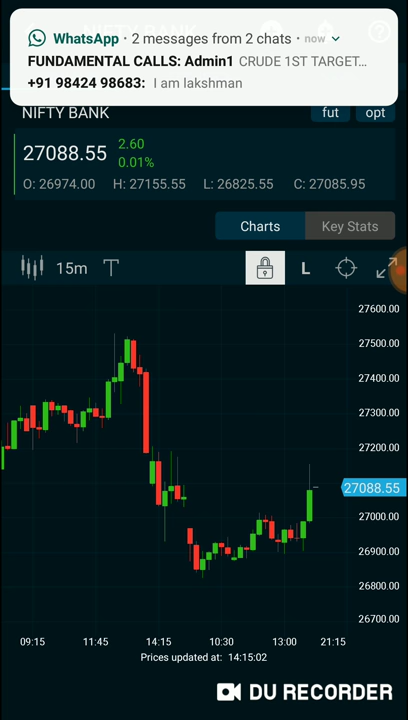 WhatsApp • 2 messages from 2 chats • now
FUNDAMENTAL CALLS: Admin1 CRUDE 1ST TARGET...
+91 98424 98683: I am lakshman
NIFTY BANK
fut opt
27088.55 2.60
0.01%
O: 26974.00 H: 27155.55 L: 26825.55 C: 27085.95
Charts Key Stats
15m T L
27600.00
27500.00
27400.00
27300.00
27200.00
27088.55
27000.00
26900.00
26800.00
26700.00
09:15 11:45 14:15 10:30 13:00 21:15
Prices updated at: 14:15:02
DU RECORDER